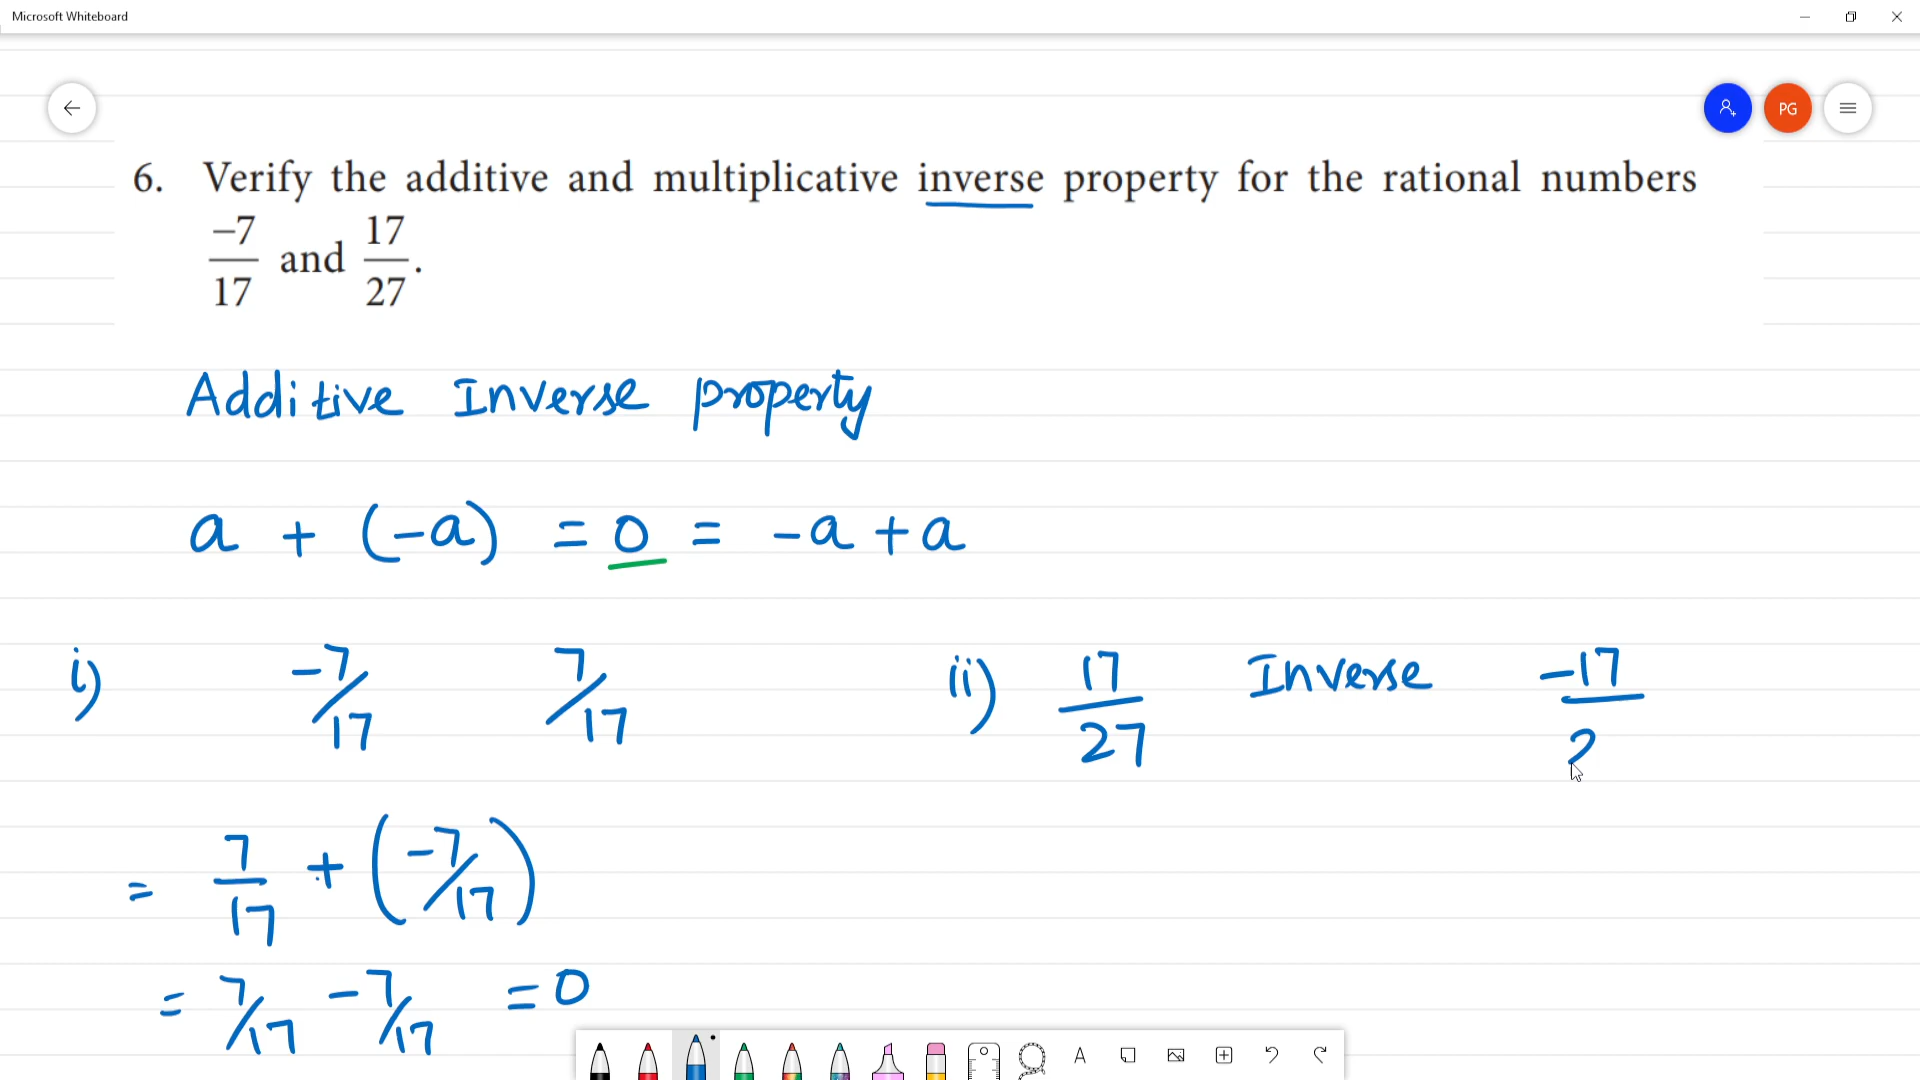 Microsoft Whiteboard
PG
6. Verify the additive and multiplicative inverse property for the rational numbers
-7/17 and 17/27.
Additive Inverse property
a + (-a) = 0 = -a + a
i) -7/17 7/17 ii) 17/27 Inverse -17/2
= 7/17 + (-7/17)
= 7/17 - 7/17 = 0
A